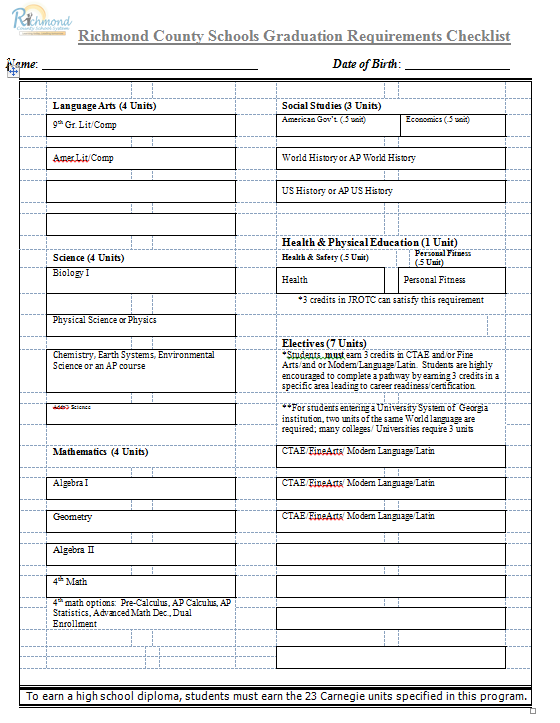 Richmond
County Schools
Richmond County Schools Graduation Requirements Checklist
Name: Date of Birth:
Language Arts (4 Units)
9th Gr. Lit/Comp
Amer.Lit/Comp
Science (4 Units)
Biology I
Physical Science or Physics
Chemistry, Earth Systems, Environmental
Science or an AP course
Science
Mathematics (4 Units)
Algebra I
Geometry
Algebra II
4th Math
4th math options: Pre-Calculus, AP Calculus, AP
Statistics, Advanced Math Dec., Dual
Enrollment
Social Studies (3 Units)
American Gov't. (.5 unit) Economics (.5 unit)
World History or AP World History
US History or AP US History
Health & Physical Education (1 Unit)
Health & Safety (.5 Unit) Personal Fitness
(.5 Unit)
Health Personal Fitness
*3 credits in JROTC can satisfy this requirement
Electives (7 Units)
*Students must earn 3 credits in CTAE and/or Fine
Arts/and or Modern/Language/Latin. Students are highly
encouraged to complete a pathway by earning 3 credits in a
specific area leading to career readiness/certification.
**For students entering a University System of Georgia
institution, two units of the same World language are
required; many colleges/ Universities require 3 units
CTAE/FineArts/ Modern Language/Latin
CTAE/FineArts/ Modern Language/Latin
CTAE/FineArts/ Modern Language/Latin
To earn a high school diploma, students must earn the 23 Carnegie units specified in this program.